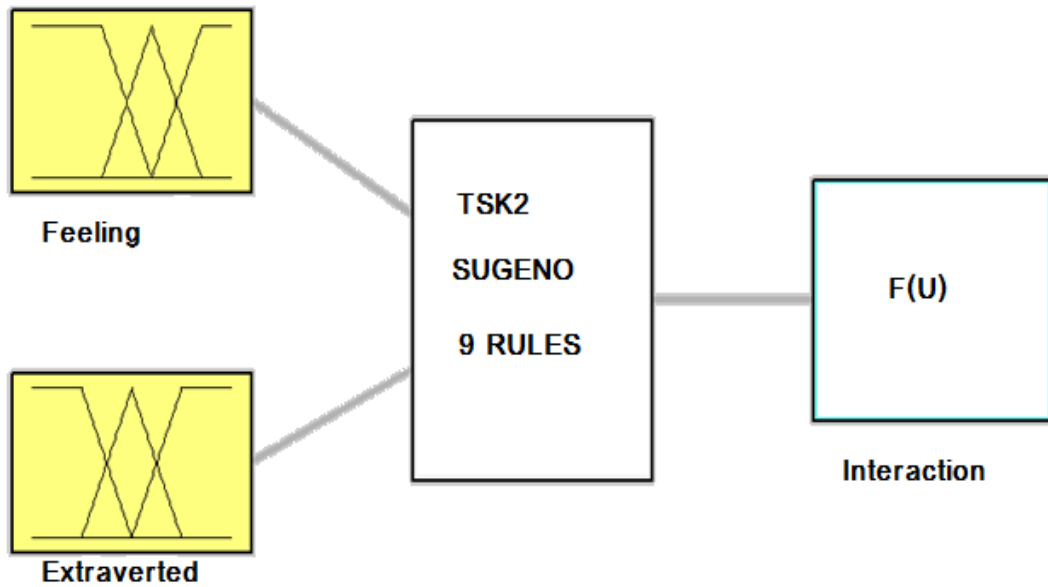 Feeling
Extraverted
TSK2
SUGENO
9 RULES
F(U)
Interaction